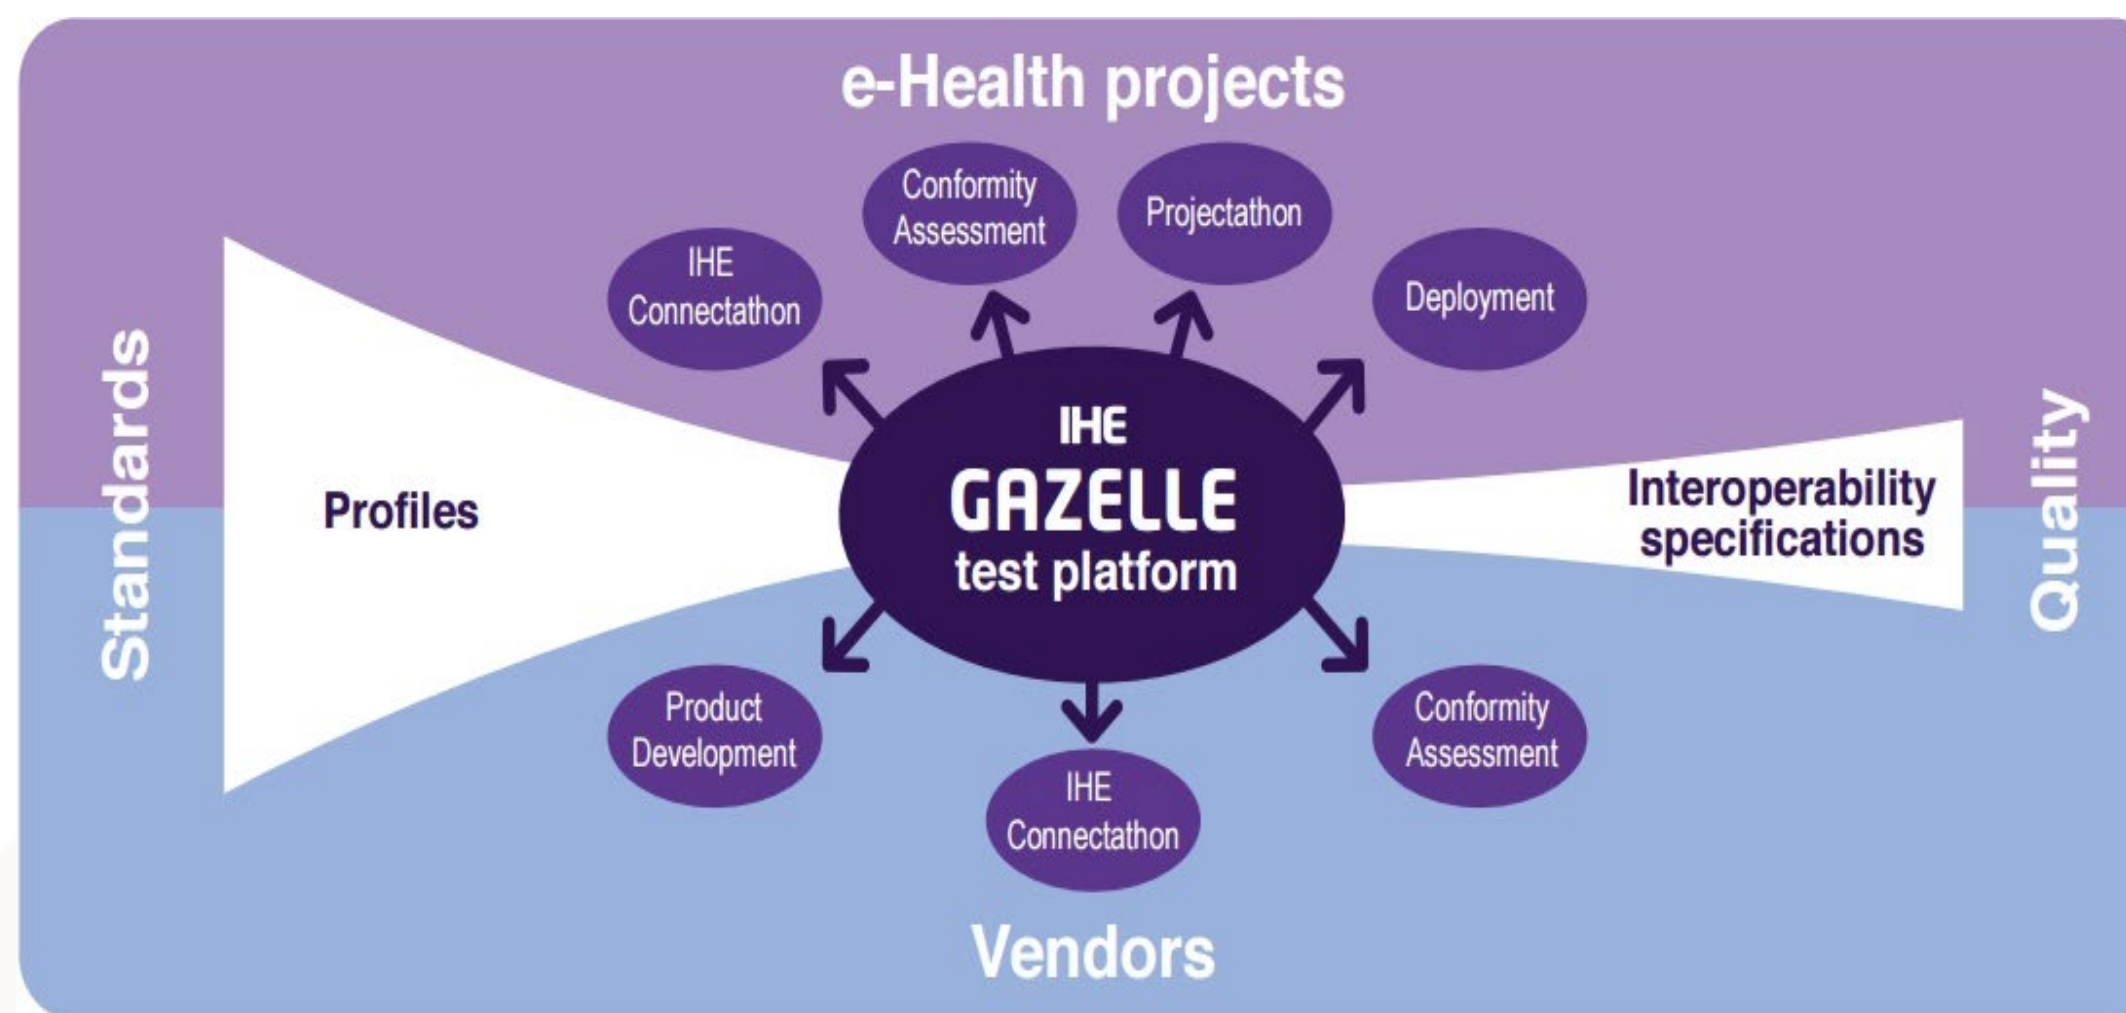 e-Health projects
Conformity
Assessment
Projectathon
IHE
Connectathon
Deployment
Standards
Profiles
IHE
GAZELLE
test platform
Interoperability
specifications
Quality
Product
Development
IHE
Connectathon
Conformity
Assessment
Vendors